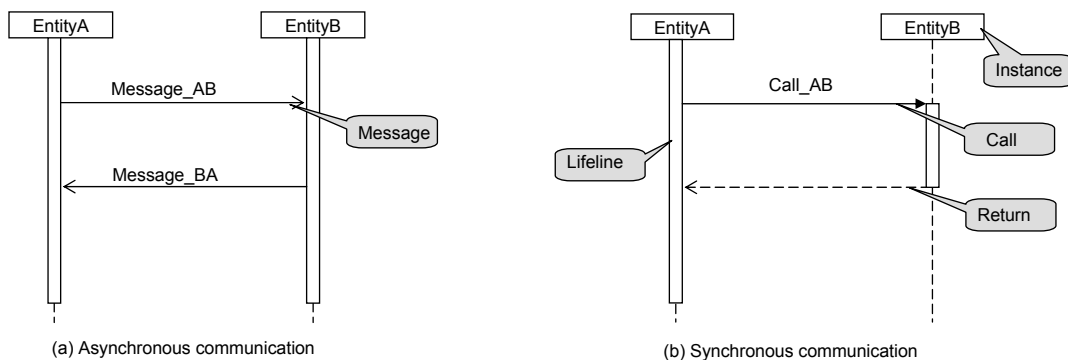 EntityA
EntityB
Message_AB
Message
Message_BA
(a) Asynchronous communication
EntityA
EntityB
Instance
Call_AB
Call
Lifeline
Return
(b) Synchronous communication